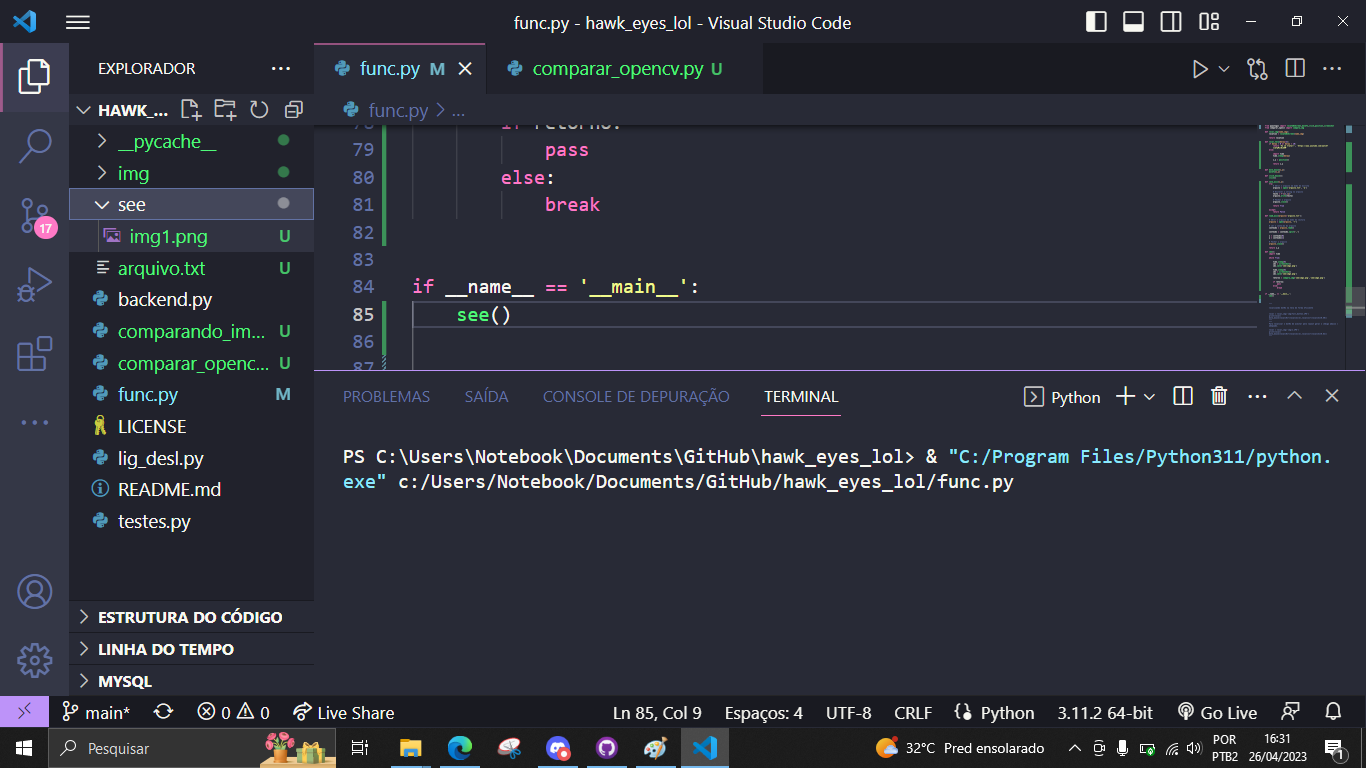 func.py - hawk_eyes_lol - Visual Studio Code
EXPLORADOR
func.py M
comparar_opencv.py U
HAWK_...
func.py > ...
__pycache__
img
see
img1.png U
arquivo.txt U
backend.py
comparando_im... U
comparar_openc... U
func.py M
LICENSE
lig_desl.py
README.md
testes.py
17
ESTRUTURA DO CÓDIGO
LINHA DO TEMPO
MYSQL
78 if retorno:
79 pass
80 else:
81 break
82
83
84 if __name__ == '__main__':
85 see()
86
87
PROBLEMAS SAÍDA CONSOLE DE DEPURAÇÃO TERMINAL
Python
PS C:\Users\Notebook\Documents\GitHub\hawk_eyes_lol> & "C:/Program Files/Python311/python.
exe" c:/Users/Notebook/Documents/GitHub/hawk_eyes_lol/func.py
main* 0 0 Live Share Ln 85, Col 9 Espaços: 4 UTF-8 CRLF Python 3.11.2 64-bit Go Live
Pesquisar
32°C Pred ensolarado
POR
PTB2
16:31
26/04/2023
1